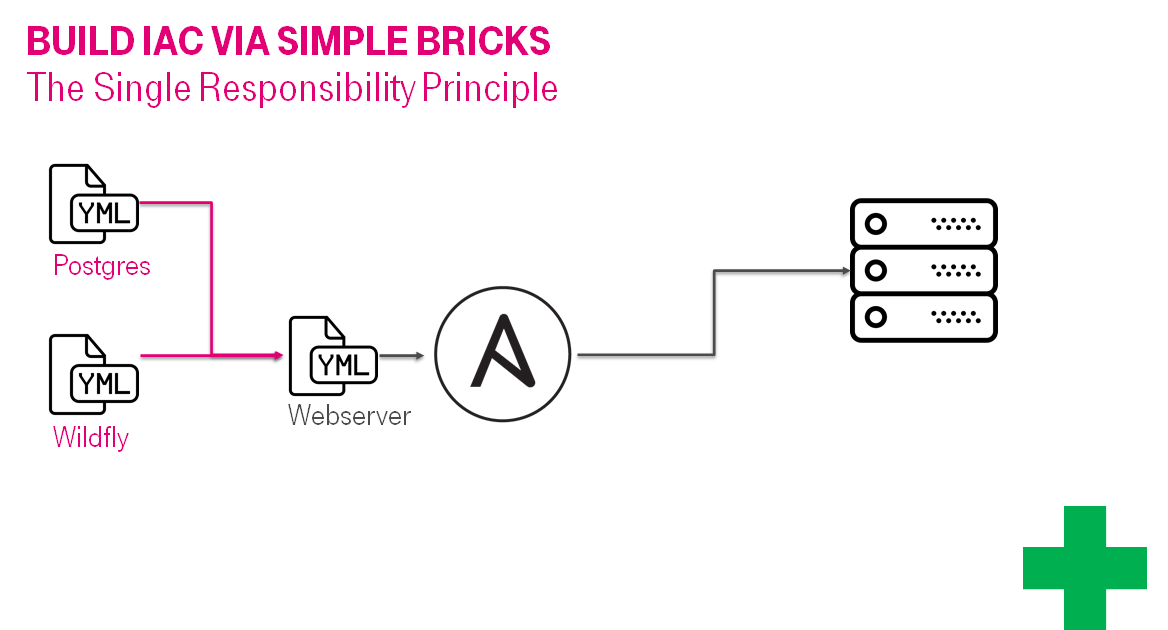 BUILD IAC VIA SIMPLE BRICKS
The Single Responsibility Principle
YML
Postgres
YML
Wildfly
YML
Webserver